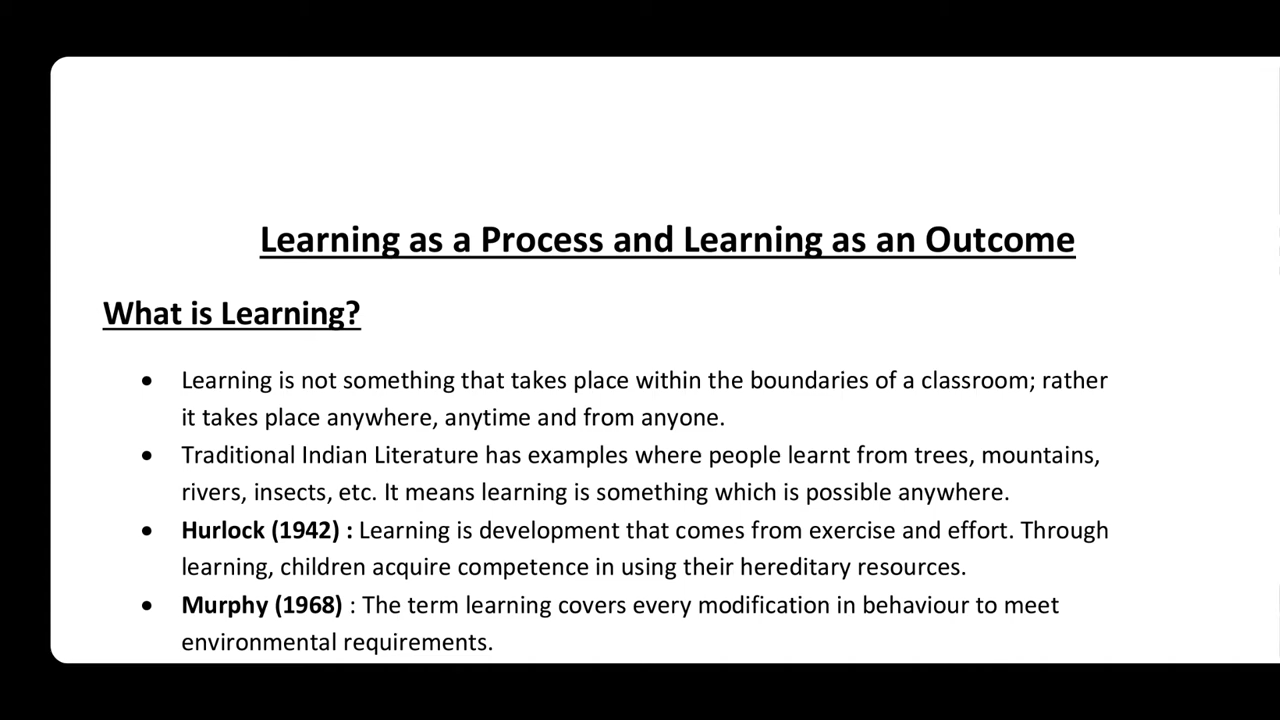 Learning as a Process and Learning as an Outcome
What is Learning?
• Learning is not something that takes place within the boundaries of a classroom; rather
it takes place anywhere, anytime and from anyone.
• Traditional Indian Literature has examples where people learnt from trees, mountains,
rivers, insects, etc. It means learning is something which is possible anywhere.
• Hurlock (1942) : Learning is development that comes from exercise and effort. Through
learning, children acquire competence in using their hereditary resources.
• Murphy (1968) : The term learning covers every modification in behaviour to meet
environmental requirements.